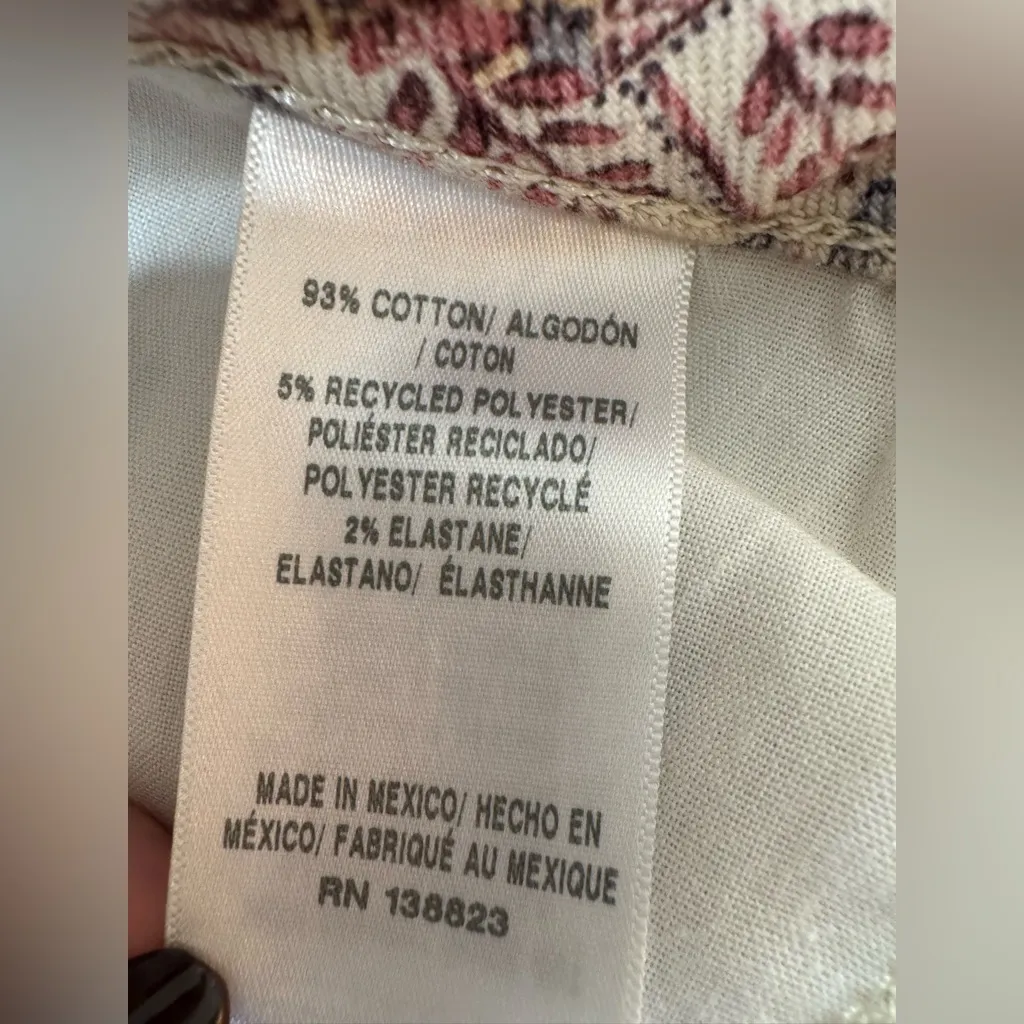 93% COTTON/ ALGODÓN
/ COTON
5% RECYCLED POLYESTER/
POLIÉSTER RECICLADO/
POLYESTER RECYCLÉ
2% ELASTANE/
ELASTANO/ ÉLASTHANNE
MADE IN MEXICO/ HECHO EN
MÉXICO/ FABRIQUÉ AU MEXIQUE
RN 138823